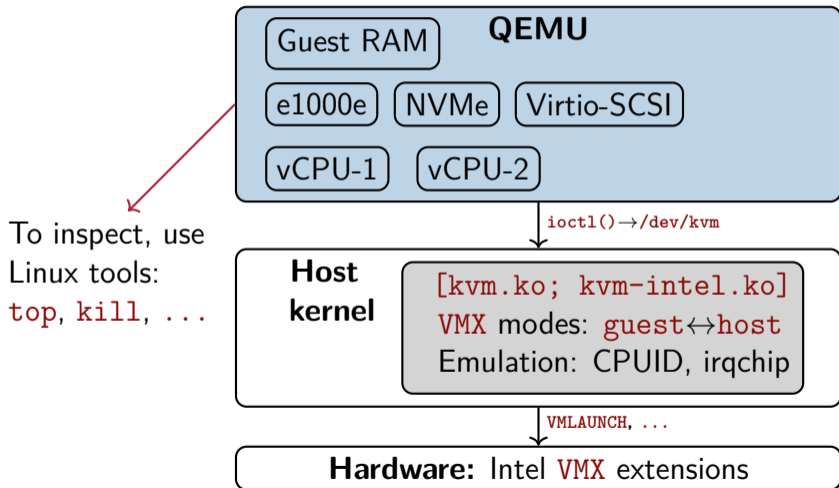 QEMU
Guest RAM
e1000e NVMe Virtio-SCSI
vCPU-1 vCPU-2
ioctl()→/dev/kvm
To inspect, use
Linux tools:
top, kill, ...
Host
kernel
[kvm.ko; kvm-intel.ko]
VMX modes: guest↔host
Emulation: CPUID, irqchip
VMLAUNCH, ...
Hardware: Intel VMX extensions